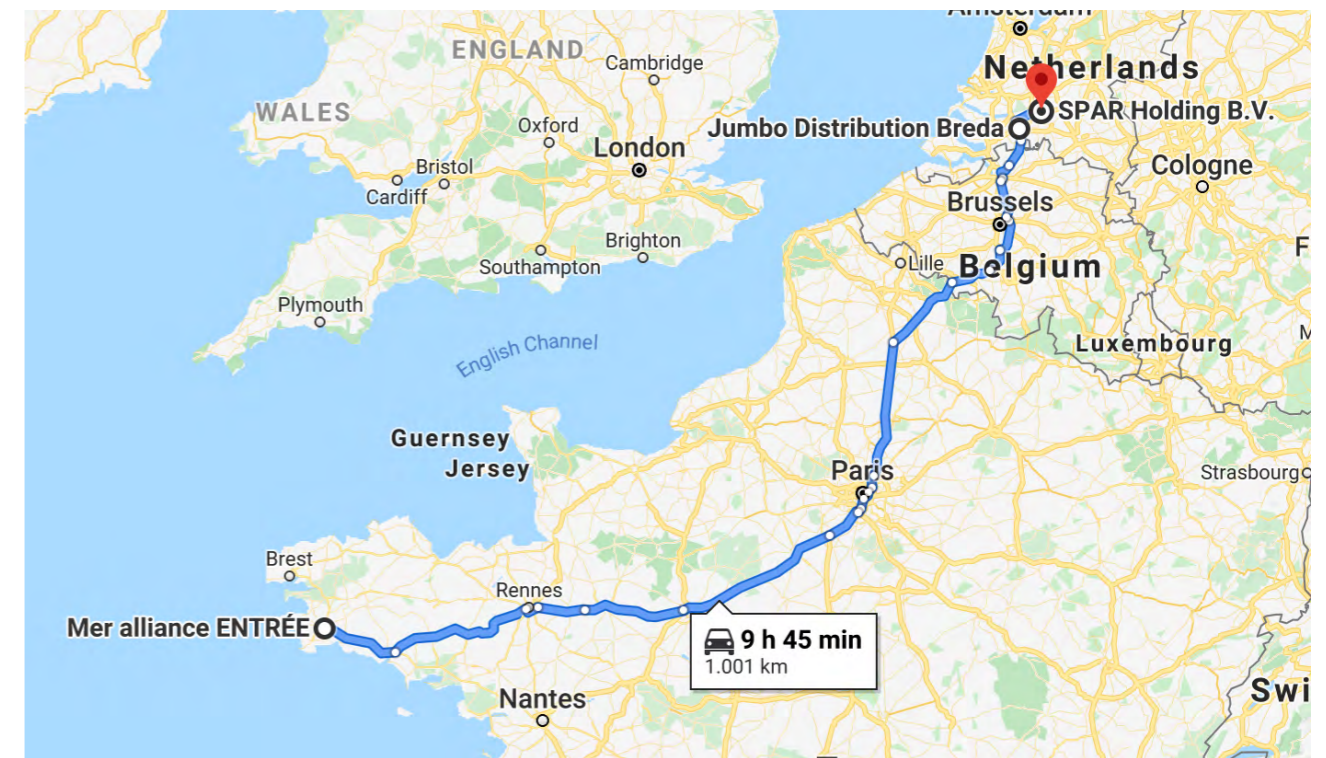 Amsterdam
ENGLAND
Cambridge
Netherlands
WALES
SPAR Holding B.V.
Oxford
Jumbo Distribution Breda
London
Bristol
Cologne
Cardiff
Brussels
Brighton
Southampton
Lille
Belgium
F
Plymouth
English Channel
Luxembourg
Guernsey
Jersey
Paris
Strasbourg
Brest
Rennes
Mer alliance ENTRÉE
9 h 45 min
1.001 km
Nantes
Swi